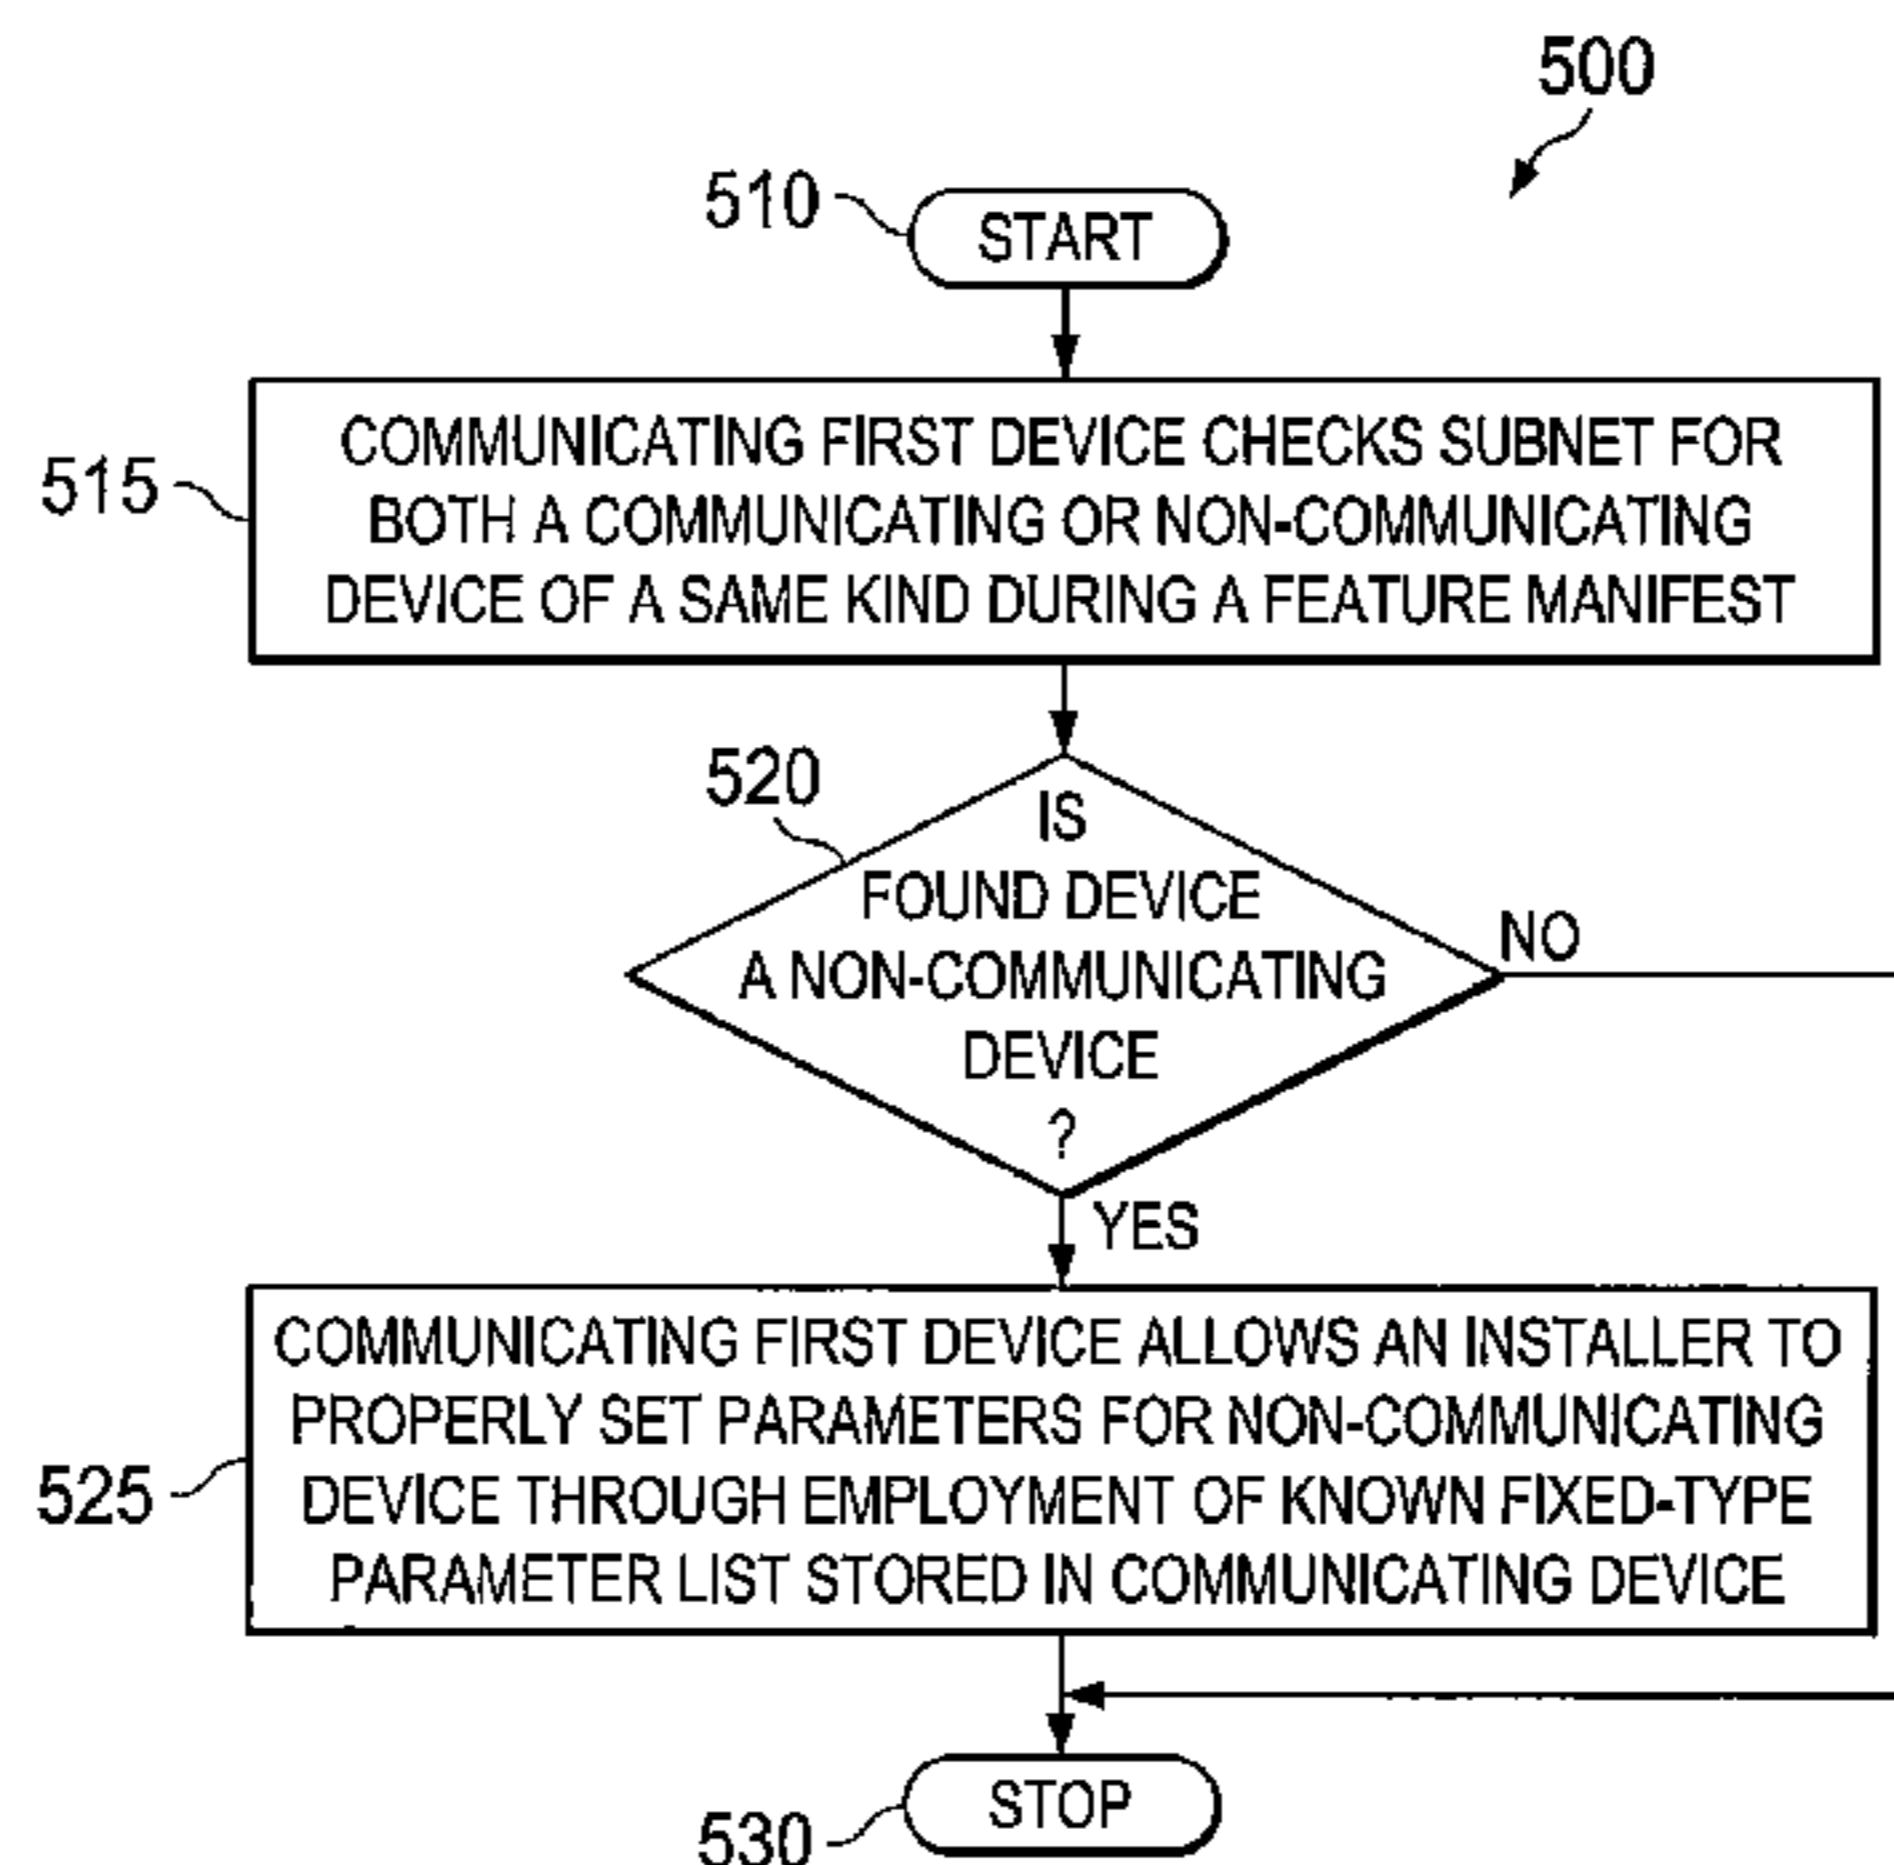 500
510
START
515
COMMUNICATING FIRST DEVICE CHECKS SUBNET FOR
BOTH A COMMUNICATING OR NON-COMMUNICATING
DEVICE OF A SAME KIND DURING A FEATURE MANIFEST
520
IS
FOUND DEVICE
A NON-COMMUNICATING
DEVICE
?
NO
YES
525
COMMUNICATING FIRST DEVICE ALLOWS AN INSTALLER TO
PROPERLY SET PARAMETERS FOR NON-COMMUNICATING
DEVICE THROUGH EMPLOYMENT OF KNOWN FIXED-TYPE
PARAMETER LIST STORED IN COMMUNICATING DEVICE
530
STOP